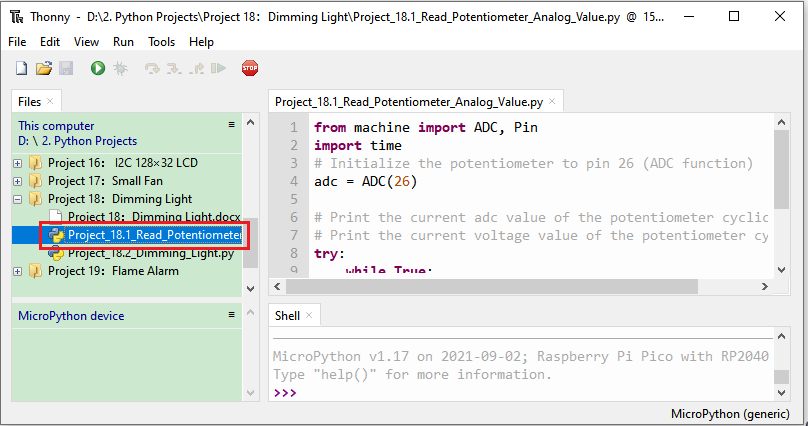 Thonny - D:\2. Python Projects\Project 18：Dimming Light\Project_18.1_Read_Potentiometer_Analog_Value.py @ 15...
File Edit View Run Tools Help
STOP
Files
This computer
D: \ 2. Python Projects
Project 16： I2C 128×32 LCD
Project 17：Small Fan
Project 18：Dimming Light
Project 18：Dimming Light.docx
Project_18.1_Read_Potentiometer
Project_18.2_Dimming_Light.py
Project 19：Flame Alarm
MicroPython device
Project_18.1_Read_Potentiometer_Analog_Value.py
1 from machine import ADC, Pin
2 import time
3 # Initialize the potentiometer to pin 26 (ADC function)
4 adc = ADC(26)
5
6 # Print the current adc value of the potentiometer cyclic
7 # Print the current voltage value of the potentiometer cy
8 try:
9 while True:
Shell
MicroPython v1.17 on 2021-09-02; Raspberry Pi Pico with RP2040
Type "help()" for more information.
>>>
MicroPython (generic)